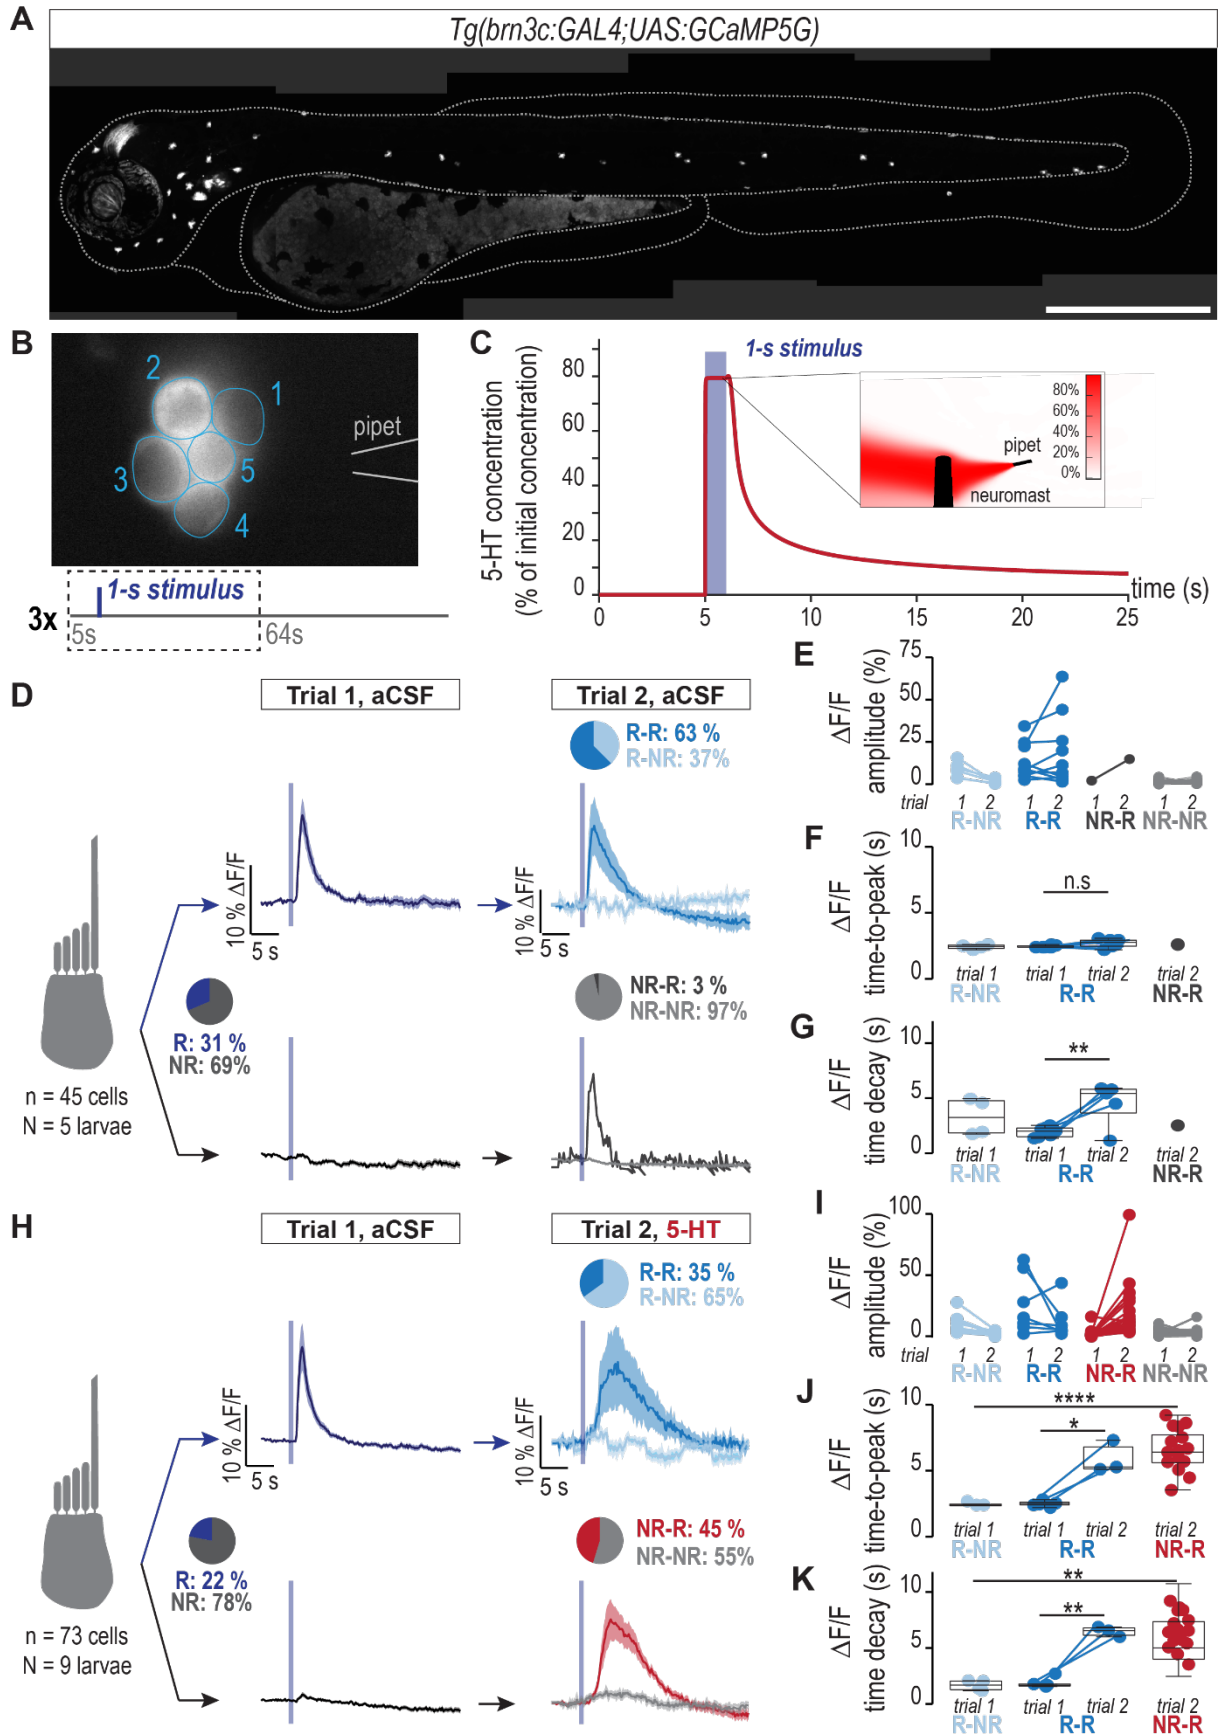 A
Tg(brn3c:GAL4;UAS:GCaMP5G)
B
2
1
3
5
4
pipet
3x
1-s stimulus
5s
64s
C
1-s stimulus
5-HT concentration
(% of initial concentration)
80
60
40
20
0
0
5
10
15
20
25
time (s)
80%
60%
40%
20%
0%
pipet
neuromast
D
Trial 1, aCSF
Trial 2, aCSF
R-R: 63 %
R-NR: 37%
10 % ΔF/F
5 s
10 % ΔF/F
5 s
R: 31 %
NR: 69%
NR-R: 3 %
NR-NR: 97%
n = 45 cells
N = 5 larvae
E
ΔF/F
amplitude (%)
75
50
25
0
trial
1 2
1 2
1 2
1 2
R-NR
R-R
NR-R
NR-NR
F
ΔF/F
time-to-peak (s)
10
5
0
n.s
trial 1
trial 1
trial 2
trial 2
R-NR
R-R
NR-R
G
ΔF/F
time decay (s)
10
5
0
**
trial 1
trial 1
trial 2
trial 2
R-NR
R-R
NR-R
H
Trial 1, aCSF
Trial 2, 5-HT
R-R: 35 %
R-NR: 65%
10 % ΔF/F
5 s
10 % ΔF/F
5 s
R: 22 %
NR: 78%
NR-R: 45 %
NR-NR: 55%
n = 73 cells
N = 9 larvae
I
ΔF/F
amplitude (%)
100
50
0
trial
1 2
1 2
1 2
1 2
R-NR
R-R
NR-R
NR-NR
J
ΔF/F
time-to-peak (s)
10
5
0
****
*
trial 1
trial 1
trial 2
trial 2
R-NR
R-R
NR-R
K
ΔF/F
time decay (s)
10
5
0
**
**
trial 1
trial 1
trial 2
trial 2
R-NR
R-R
NR-R